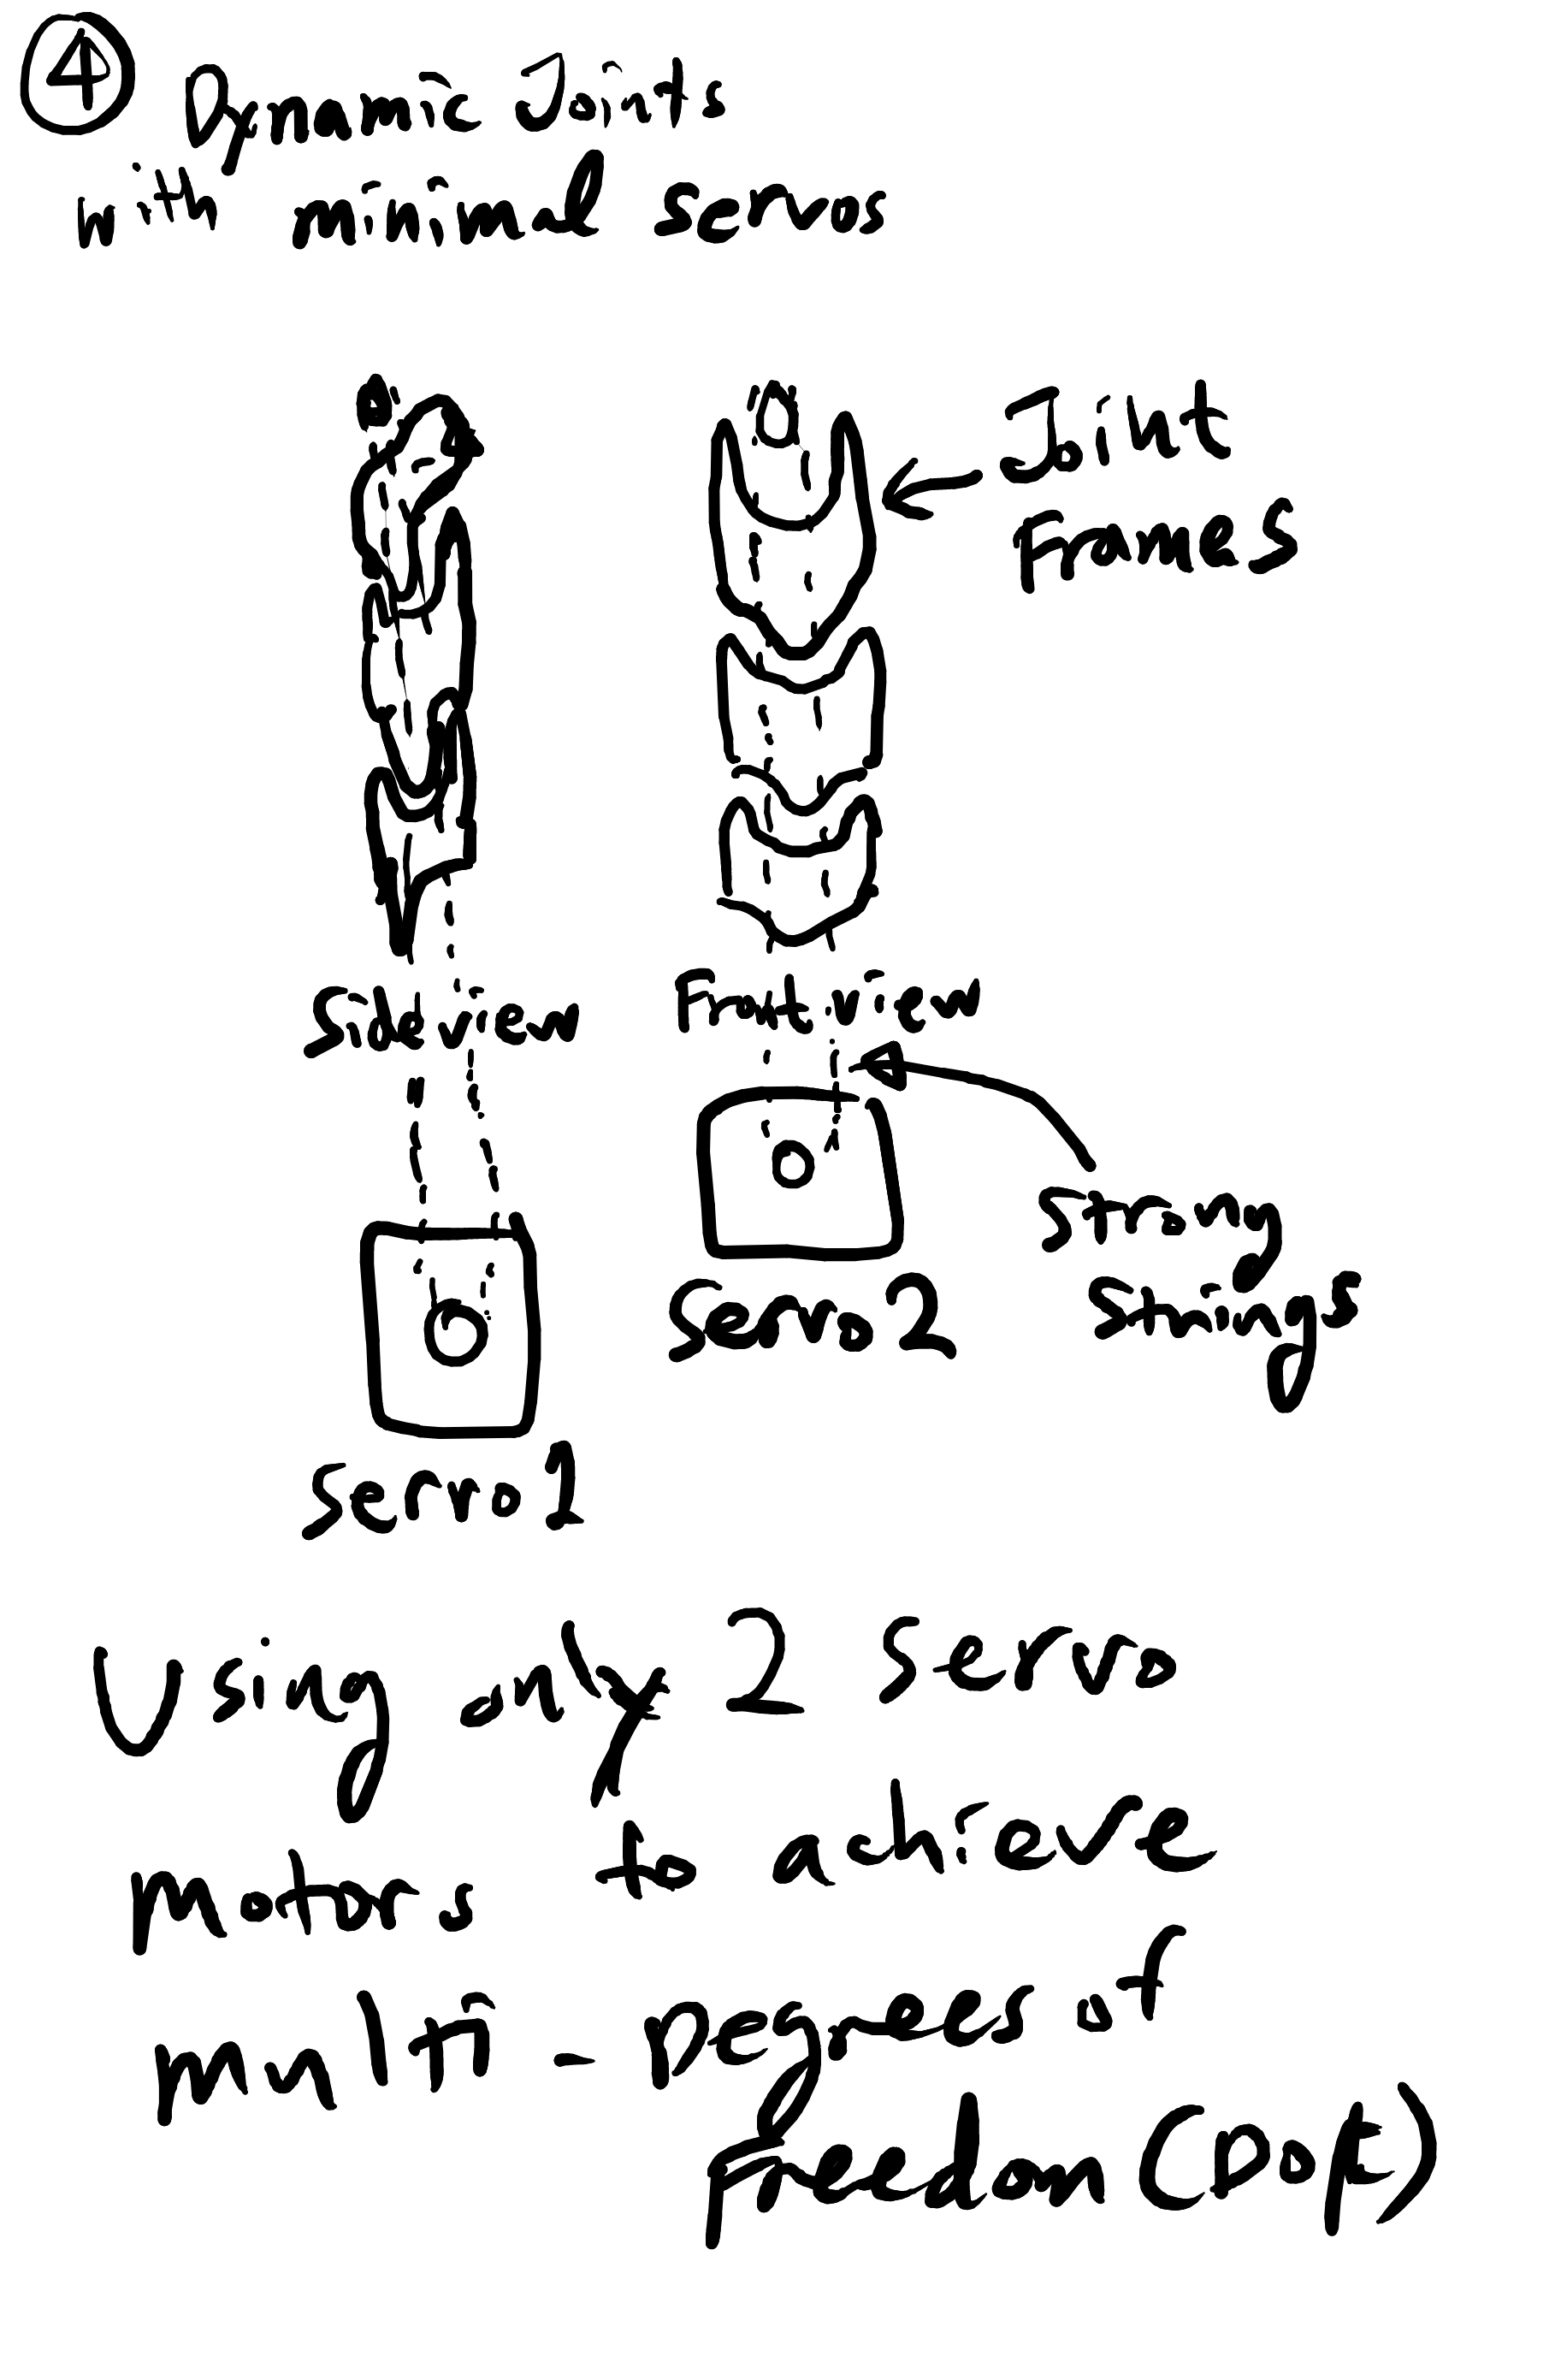 4
Dynamic Joints
with minimal servos
Joint
frames
Side view
Front view
Strong
Strings
Servo 2
Servo 1
Using only 2 Servo
Motors to achieve
Multi-Degrees of
freedom (DOF)